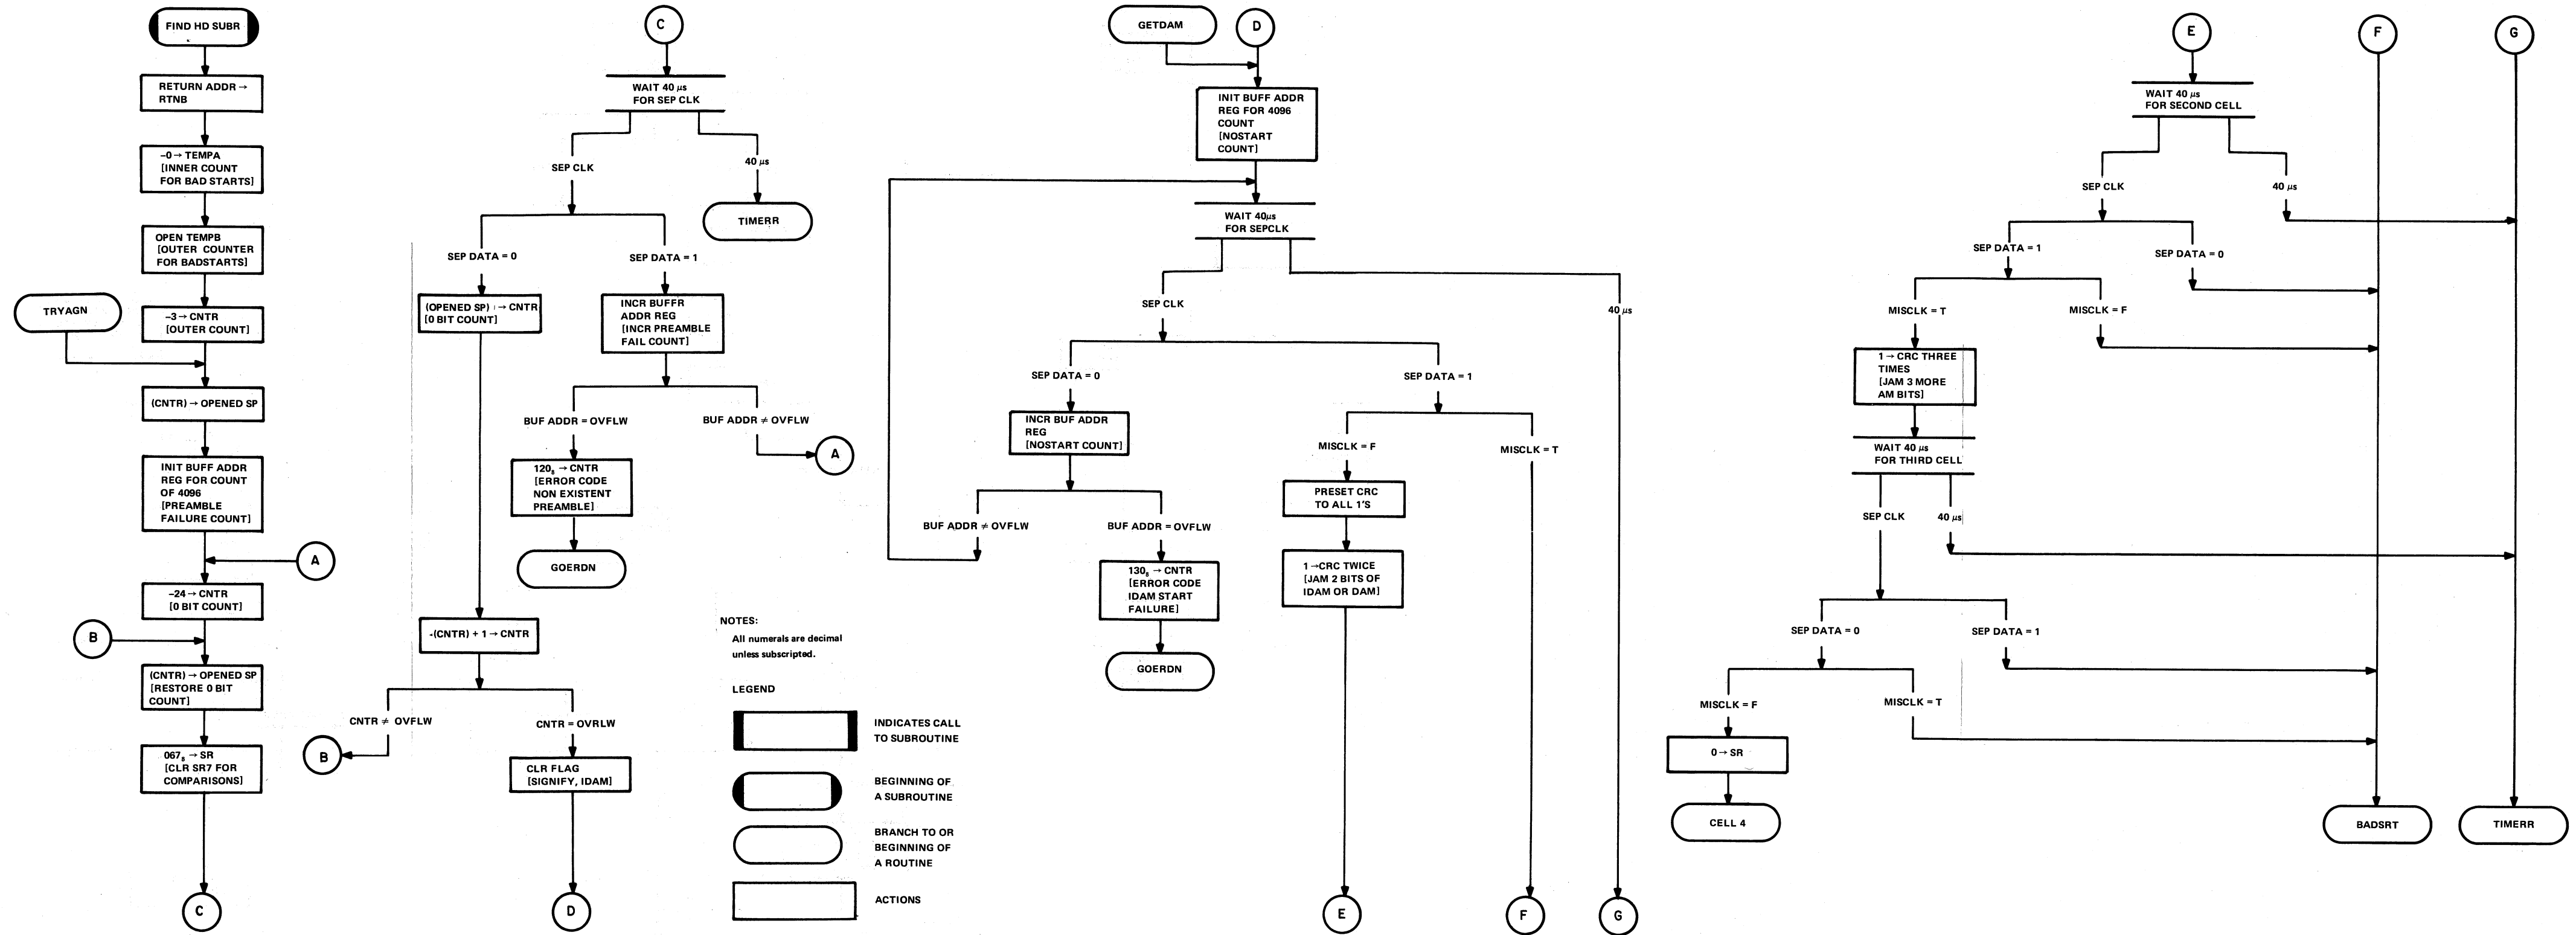 FIND HD SUBR
RETURN ADDR →
RTNB
–0 → TEMPA
[INNER COUNT
FOR BAD STARTS]
OPEN TEMPB
[OUTER COUNTER
FOR BADSTARTS]
TRYAGN
–3 → CNTR
[OUTER COUNT]
(CNTR) → OPENED SP
INIT BUFF ADDR
REG FOR COUNT
OF 4096
[PREAMBLE
FAILURE COUNT]
A
–24 → CNTR
[0 BIT COUNT]
B
(CNTR) → OPENED SP
[RESTORE 0 BIT
COUNT]
067₈ → SR
[CLR SR7 FOR
COMPARISONS]
C
C
WAIT 40 μs
FOR SEP CLK
SEP CLK
40 μs
TIMERR
SEP DATA = 0
SEP DATA = 1
(OPENED SP) → CNTR
[0 BIT COUNT]
INCR BUFFR
ADDR REG
[INCR PREAMBLE
FAIL COUNT]
BUF ADDR = OVFLW
BUF ADDR ≠ OVFLW
A
120₈ → CNTR
[ERROR CODE
NON EXISTENT
PREAMBLE]
GOERDN
-(CNTR) + 1 → CNTR
CNTR ≠ OVFLW
CNTR = OVRLW
B
CLR FLAG
[SIGNIFY, IDAM]
D
NOTES:
All numerals are decimal
unless subscripted.
LEGEND
INDICATES CALL
TO SUBROUTINE
BEGINNING OF
A SUBROUTINE
BRANCH TO OR
BEGINNING OF
A ROUTINE
ACTIONS
GETDAM
D
INIT BUFF ADDR
REG FOR 4096
COUNT
[NOSTART
COUNT]
WAIT 40μs
FOR SEPCLK
SEP CLK
40 μs
SEP DATA = 0
SEP DATA = 1
INCR BUF ADDR
REG
[NOSTART COUNT]
MISCLK = F
MISCLK = T
BUF ADDR ≠ OVFLW
BUF ADDR = OVFLW
PRESET CRC
TO ALL 1'S
130₈ → CNTR
[ERROR CODE
IDAM START
FAILURE]
1→CRC TWICE
[JAM 2 BITS OF
IDAM OR DAM]
GOERDN
E
F
G
E
F
G
WAIT 40 μs
FOR SECOND CELL
SEP CLK
40 μs
SEP DATA = 1
SEP DATA = 0
MISCLK = T
MISCLK = F
1 → CRC THREE
TIMES
[JAM 3 MORE
AM BITS]
WAIT 40 μs
FOR THIRD CELL
SEP CLK
40 μs
SEP DATA = 0
SEP DATA = 1
MISCLK = F
MISCLK = T
0 → SR
CELL 4
BADSRT
TIMERR